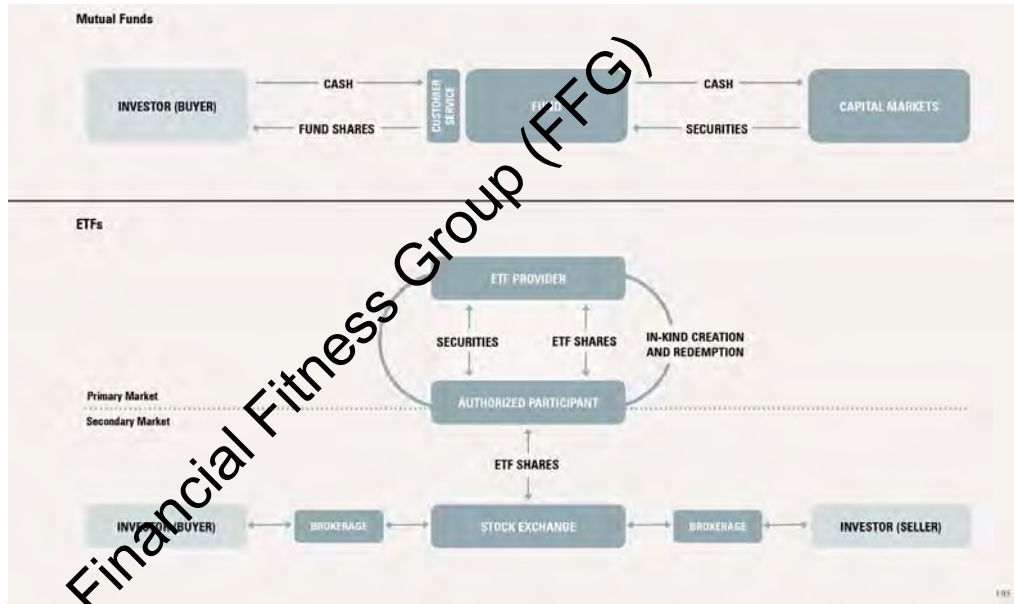 Mutual Funds
INVESTOR (BUYER)
CASH
FUND SHARES
CUSTOMER
SERVICE
FUND
CASH
SECURITIES
CAPITAL MARKETS
ETFs
ETF PROVIDER
SECURITIES
ETF SHARES
IN-KIND CREATION
AND REDEMPTION
AUTHORIZED PARTICIPANT
Primary Market
Secondary Market
ETF SHARES
INVESTOR (BUYER)
BROKERAGE
STOCK EXCHANGE
BROKERAGE
INVESTOR (SELLER)
Financial Fitness Group (FFG)